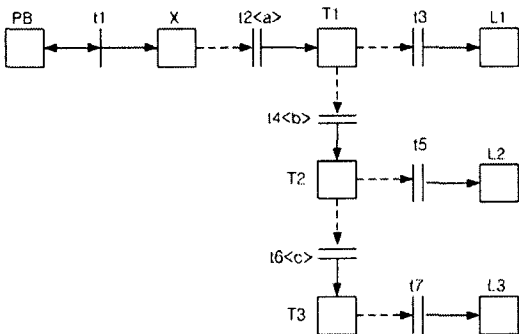 PB t1 X t2<a> T1 t3 L1
t4<b>
T2 t5 L2
t6<c>
T3 t7 L3